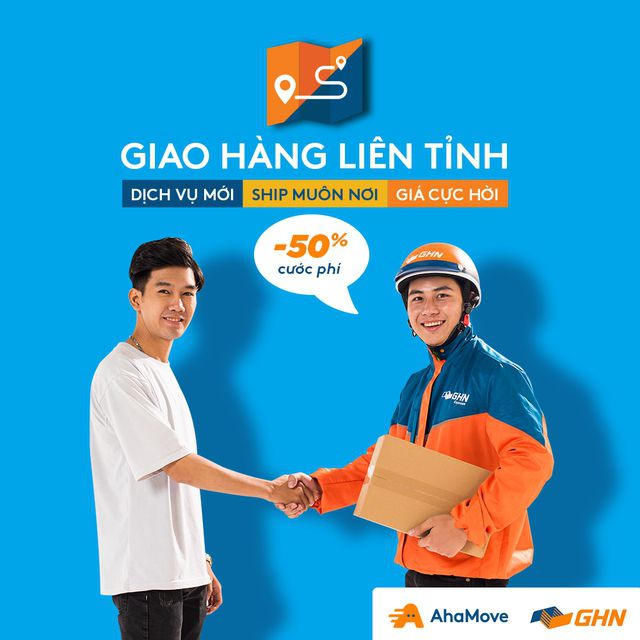 GIAO HÀNG LIÊN TỈNH
DỊCH VỤ MỚI SHIP MUÔN NƠI GIÁ CỰC HỜI
-50%
cước phí
GHN
GHN
Express
AhaMove GHN